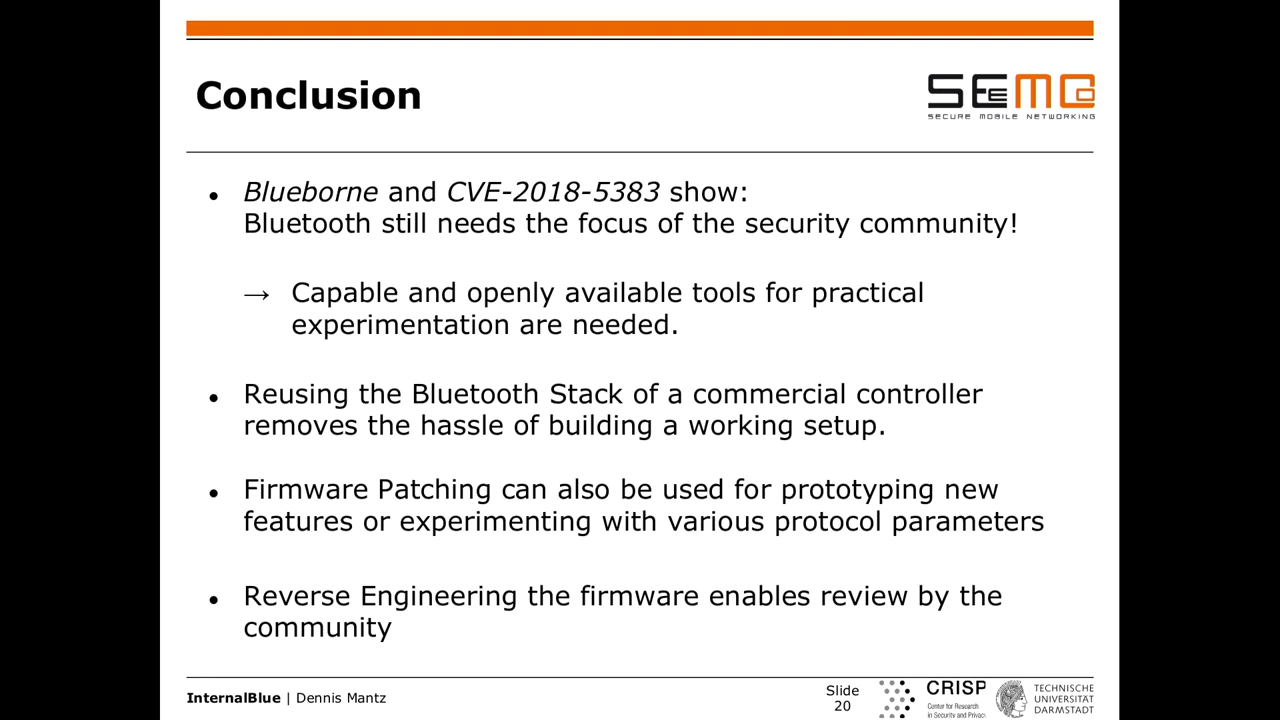 Conclusion
SEEMOO
SECURE MOBILE NETWORKING
● Blueborne and CVE-2018-5383 show:
Bluetooth still needs the focus of the security community!
→ Capable and openly available tools for practical
experimentation are needed.
● Reusing the Bluetooth Stack of a commercial controller
removes the hassle of building a working setup.
● Firmware Patching can also be used for prototyping new
features or experimenting with various protocol parameters
● Reverse Engineering the firmware enables review by the
community
InternalBlue | Dennis Mantz
Slide
20
CRISP
Center for Research
in Security and Privac
TECHNISCHE
UNIVERSITÄT
DARMSTADT